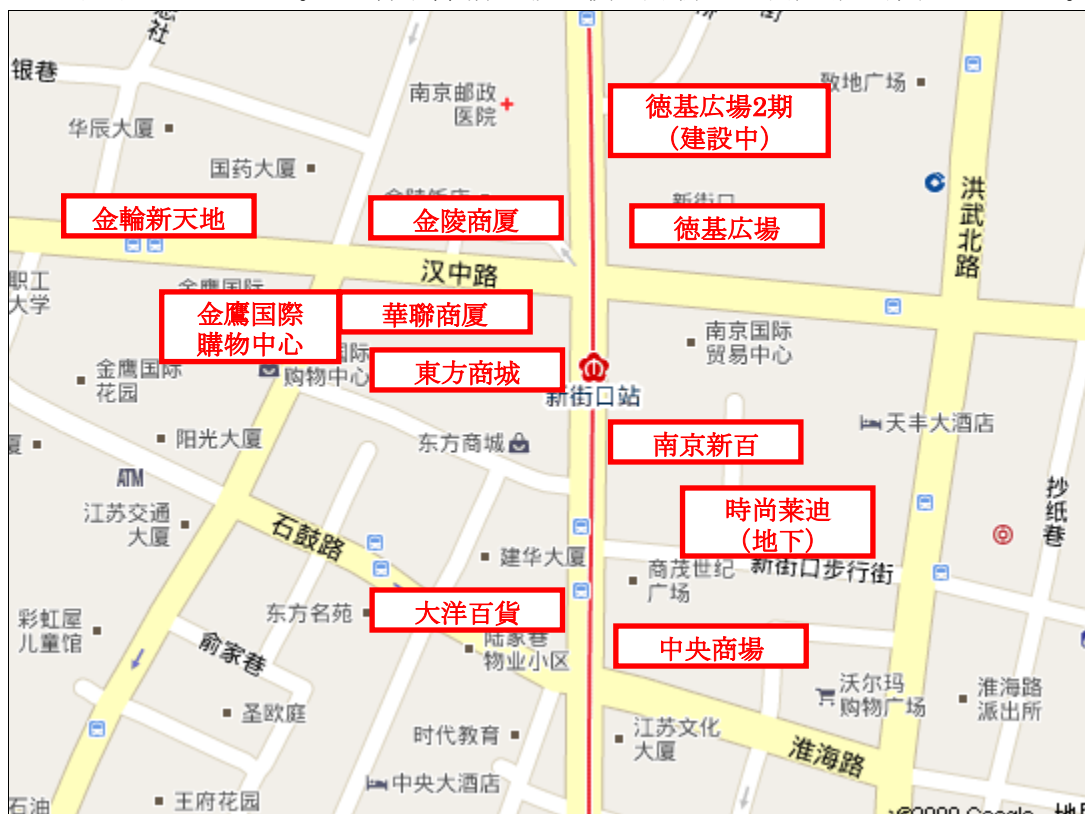 银巷
南京邮政
医院
徳基広場2期
(建設中)
致地广场
华辰大厦
国药大厦
洪武北路
金輪新天地
金陵商厦
徳基広場
新街口
汉中路
职工
大学
金鹰国际
金鷹国際
購物中心
華聯商厦
南京国际
贸易中心
金鹰国际
花园
国际
购物中心
東方商城
新街口站
天丰大酒店
阳光大厦
东方商城
南京新百
ATM
江苏交通
大厦
石鼓路
時尚莱迪
(地下)
抄纸巷
建华大厦
商茂世纪
广场
新街口步行街
彩虹屋
儿童馆
东方名苑
大洋百貨
俞家巷
陆家巷
物业小区
中央商場
沃尔玛
购物广场
淮海路
派出所
圣欧庭
时代教育
江苏文化
大厦
淮海路
中央大酒店
石油
王府花园